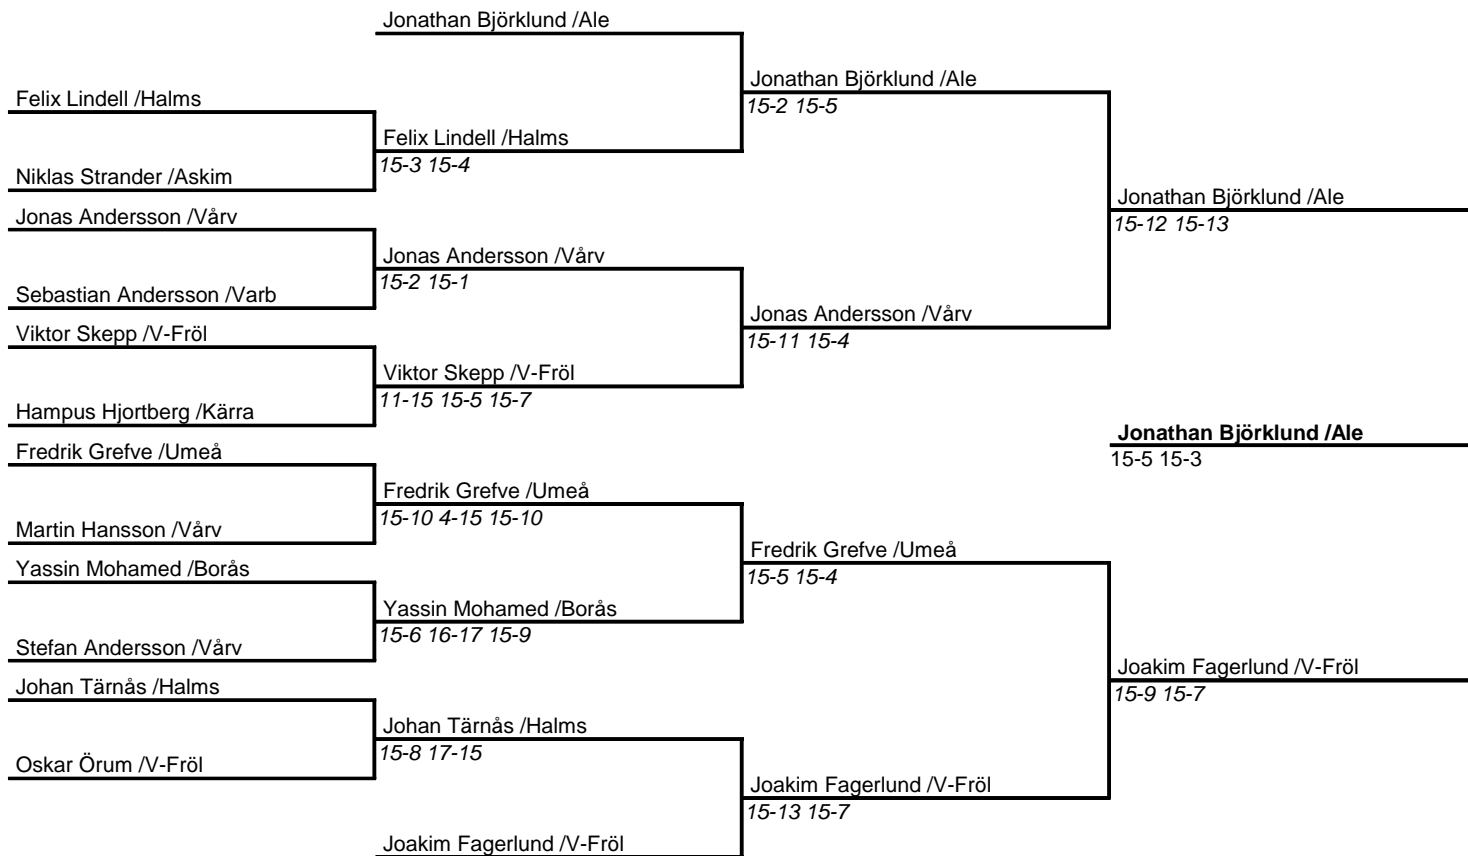 Jonathan Björklund /Ale
Jonathan Björklund /Ale
15-2 15-5
Felix Lindell /Halms
Felix Lindell /Halms
15-3 15-4
Niklas Strander /Askim
Jonathan Björklund /Ale
15-12 15-13
Jonas Andersson /Vårv
Jonas Andersson /Vårv
15-2 15-1
Sebastian Andersson /Varb
Jonas Andersson /Vårv
15-11 15-4
Viktor Skepp /V-Fröl
Viktor Skepp /V-Fröl
11-15 15-5 15-7
Hampus Hjortberg /Kärra
Jonathan Björklund /Ale
15-5 15-3
Fredrik Grefve /Umeå
Fredrik Grefve /Umeå
15-10 4-15 15-10
Martin Hansson /Vårv
Fredrik Grefve /Umeå
15-5 15-4
Yassin Mohamed /Borås
Yassin Mohamed /Borås
15-6 16-17 15-9
Stefan Andersson /Vårv
Joakim Fagerlund /V-Fröl
15-9 15-7
Johan Tärnås /Halms
Johan Tärnås /Halms
15-8 17-15
Oskar Örum /V-Fröl
Joakim Fagerlund /V-Fröl
15-13 15-7
Joakim Fagerlund /V-Fröl